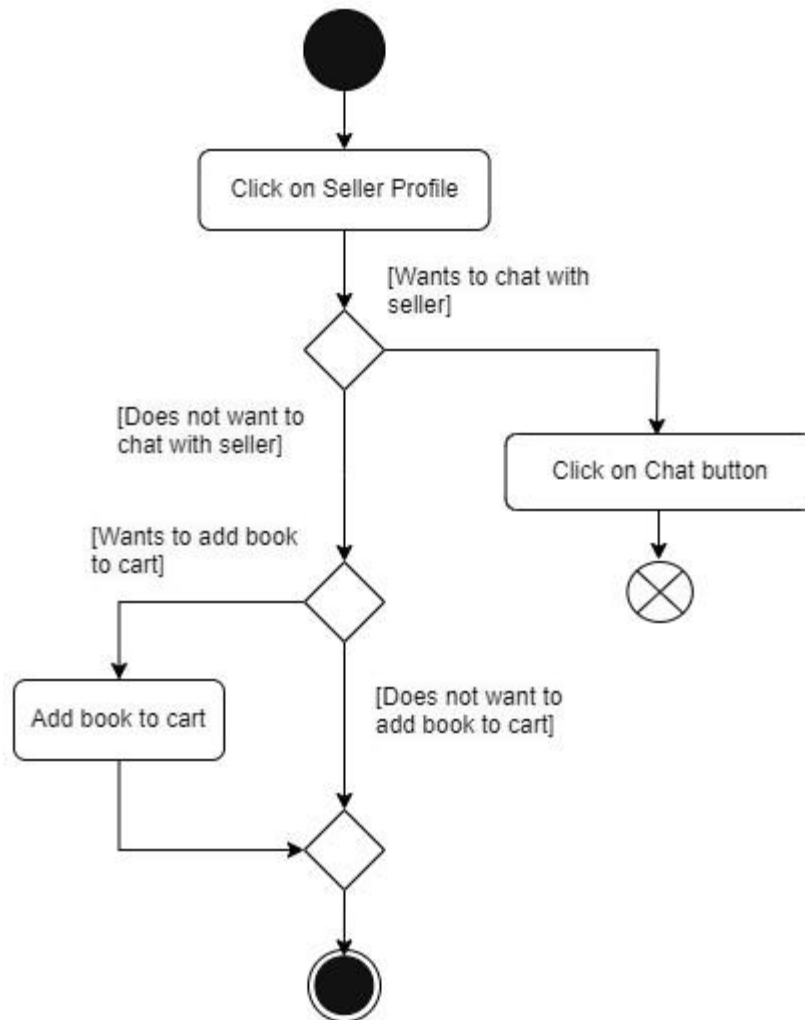 Click on Seller Profile
[Wants to chat with
seller]
[Does not want to
chat with seller]
Click on Chat button
[Wants to add book
to cart]
Add book to cart
[Does not want to
add book to cart]